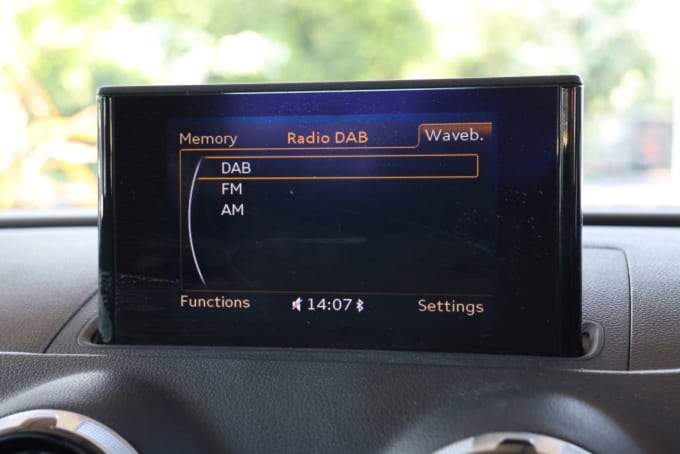 Memory Radio DAB Waveb.
DAB
FM
AM
Functions 14:07 Settings